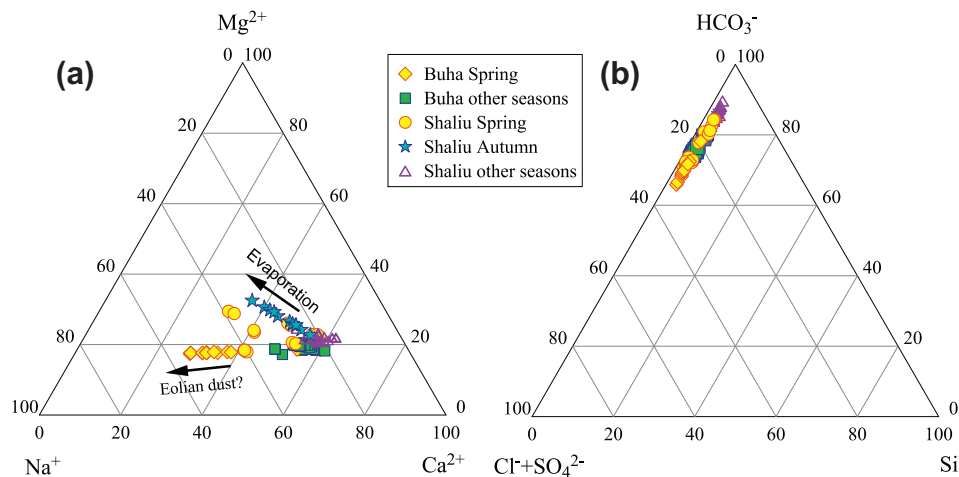 Mg²⁺
HCO₃⁻
(a)
(b)
0 100
0 100
Buha Spring
Buha other seasons
Shaliu Spring
Shaliu Autumn
Shaliu other seasons
20
80
20
80
40
60
40
60
Evaporation
60
40
60
40
80
20
80
20
Eolian dust?
100
0
100
0
0
20
40
60
80
100
0
20
40
60
80
100
Na⁺
Ca²⁺
Cl⁻+SO₄²⁻
Si